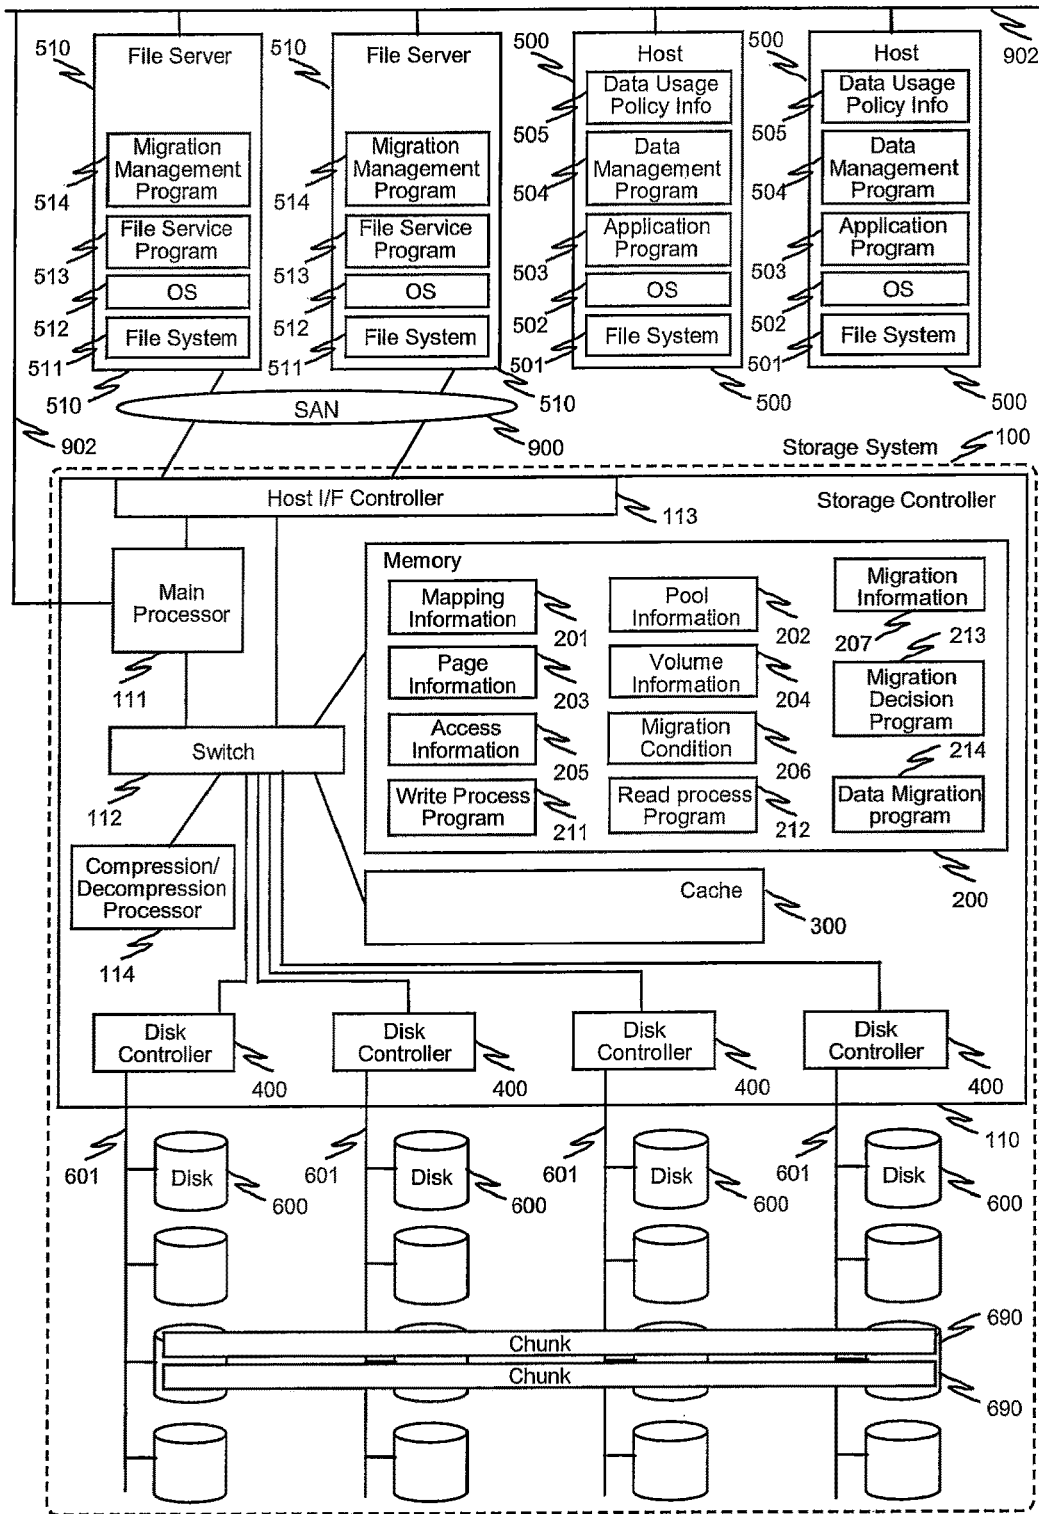 902
510
File Server
510
File Server
500
Host
500
Host
Data Usage
Policy Info
Data Usage
Policy Info
505
505
Migration
Management
Program
Migration
Management
Program
Data
Management
Program
Data
Management
Program
514
514
504
504
File Service
Program
File Service
Program
Application
Program
Application
Program
513
513
503
503
OS
OS
OS
OS
512
512
502
502
File System
File System
File System
File System
511
511
501
501
510
510
500
500
SAN
902
900
Storage System
100
Host I/F Controller
113
Storage Controller
Main
Processor
111
Memory
Mapping
Information
201
Pool
Information
202
Migration
Information
207
213
Page
Information
203
Volume
Information
204
Migration
Decision
Program
214
Access
Information
205
Migration
Condition
206
Write Process
Program
211
Read process
Program
212
Data Migration
program
200
Switch
112
Compression/
Decompression
Processor
114
Cache
300
Disk
Controller
400
Disk
Controller
400
Disk
Controller
400
Disk
Controller
400
110
601
Disk
600
601
Disk
600
601
Disk
600
601
Disk
600
Chunk
690
Chunk
690